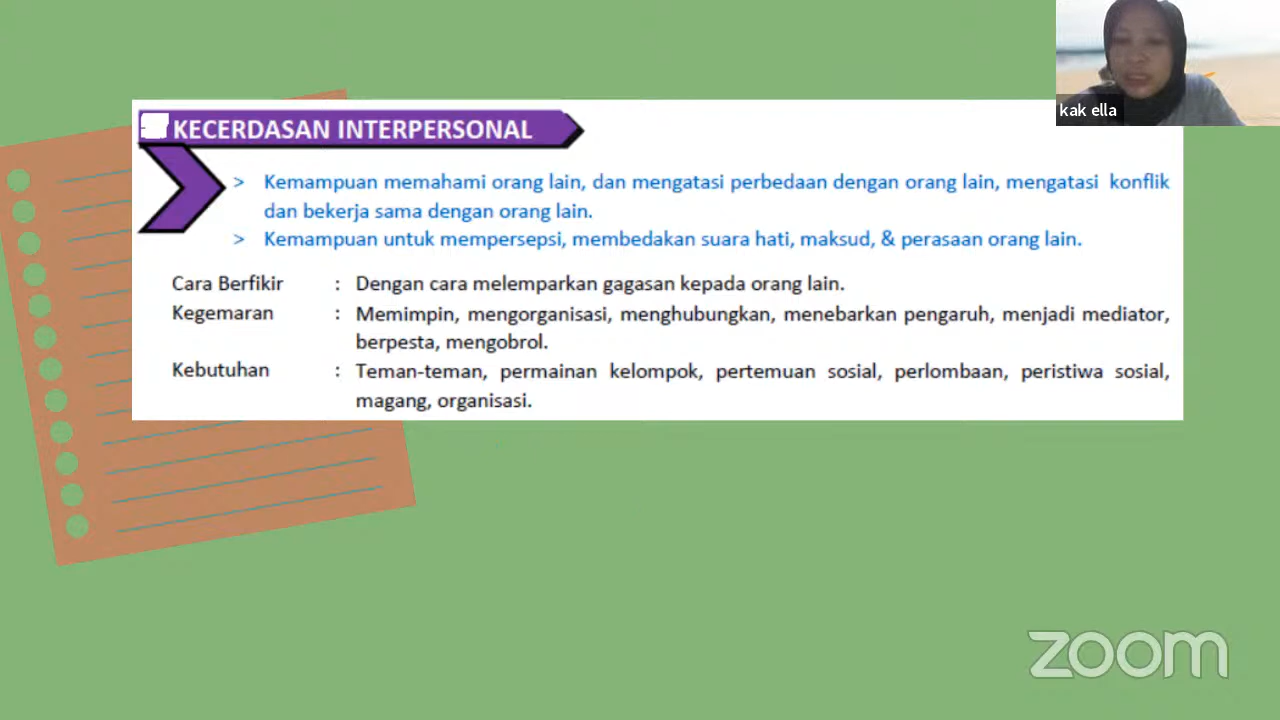 KECERDASAN INTERPERSONAL
> Kemampuan memahami orang lain, dan mengatasi perbedaan dengan orang lain, mengatasi konflik
dan bekerja sama dengan orang lain.
> Kemampuan untuk mempersepsi, membedakan suara hati, maksud, & perasaan orang lain.
Cara Berfikir : Dengan cara melemparkan gagasan kepada orang lain.
Kegemaran : Memimpin, mengorganisasi, menghubungkan, menebarkan pengaruh, menjadi mediator,
berpesta, mengobrol.
Kebutuhan : Teman-teman, permainan kelompok, pertemuan sosial, perlombaan, peristiwa sosial,
magang, organisasi.
kak ella
zoom